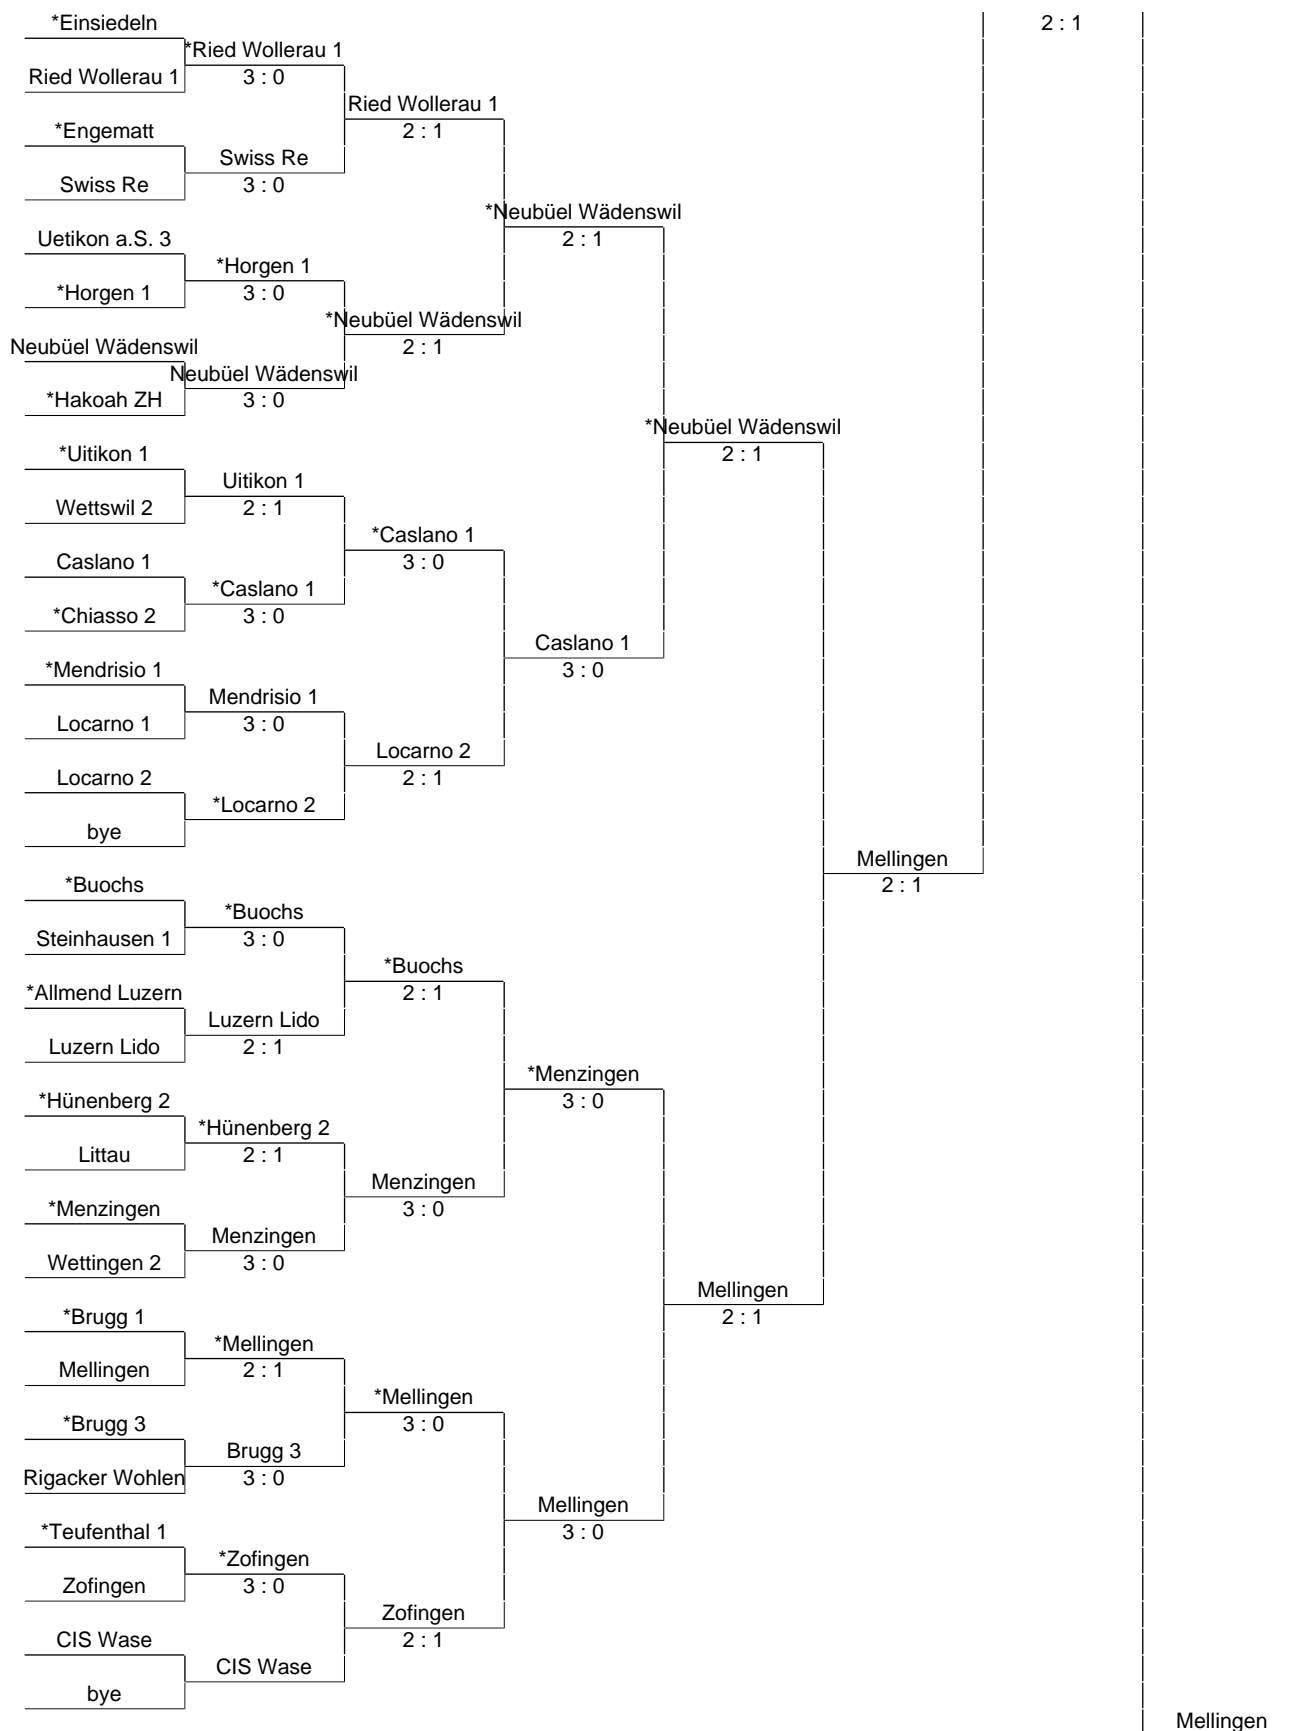 *Einsiedeln
2 : 1
*Ried Wollerau 1
Ried Wollerau 1
3 : 0
Ried Wollerau 1
*Engematt
2 : 1
Swiss Re
Swiss Re
3 : 0
*Neubüel Wädenswil
Uetikon a.S. 3
2 : 1
*Horgen 1
*Horgen 1
3 : 0
*Neubüel Wädenswil
Neubüel Wädenswil
2 : 1
Neubüel Wädenswil
*Hakoah ZH
3 : 0
*Neubüel Wädenswil
*Uitikon 1
2 : 1
Uitikon 1
Wettswil 2
2 : 1
*Caslano 1
Caslano 1
3 : 0
*Caslano 1
*Chiasso 2
3 : 0
Caslano 1
*Mendrisio 1
3 : 0
Mendrisio 1
Locarno 1
3 : 0
Locarno 2
Locarno 2
2 : 1
*Locarno 2
bye
Mellingen
*Buochs
2 : 1
*Buochs
Steinhausen 1
3 : 0
*Buochs
*Allmend Luzern
2 : 1
Luzern Lido
Luzern Lido
2 : 1
*Menzingen
*Hünenberg 2
3 : 0
*Hünenberg 2
Littau
2 : 1
Menzingen
*Menzingen
3 : 0
Menzingen
Wettingen 2
3 : 0
Mellingen
*Brugg 1
2 : 1
*Mellingen
Mellingen
2 : 1
*Mellingen
*Brugg 3
3 : 0
Brugg 3
Rigacker Wohlen
3 : 0
Mellingen
*Teufenthal 1
3 : 0
*Zofingen
Zofingen
3 : 0
Zofingen
CIS Wase
2 : 1
CIS Wase
bye
Mellingen